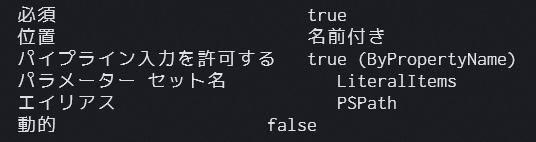 必須 true
位置 名前付き
パイプライン入力を許可する true (ByPropertyName)
パラメーター セット名 LiteralItems
エイリアス PSPath
動的 false